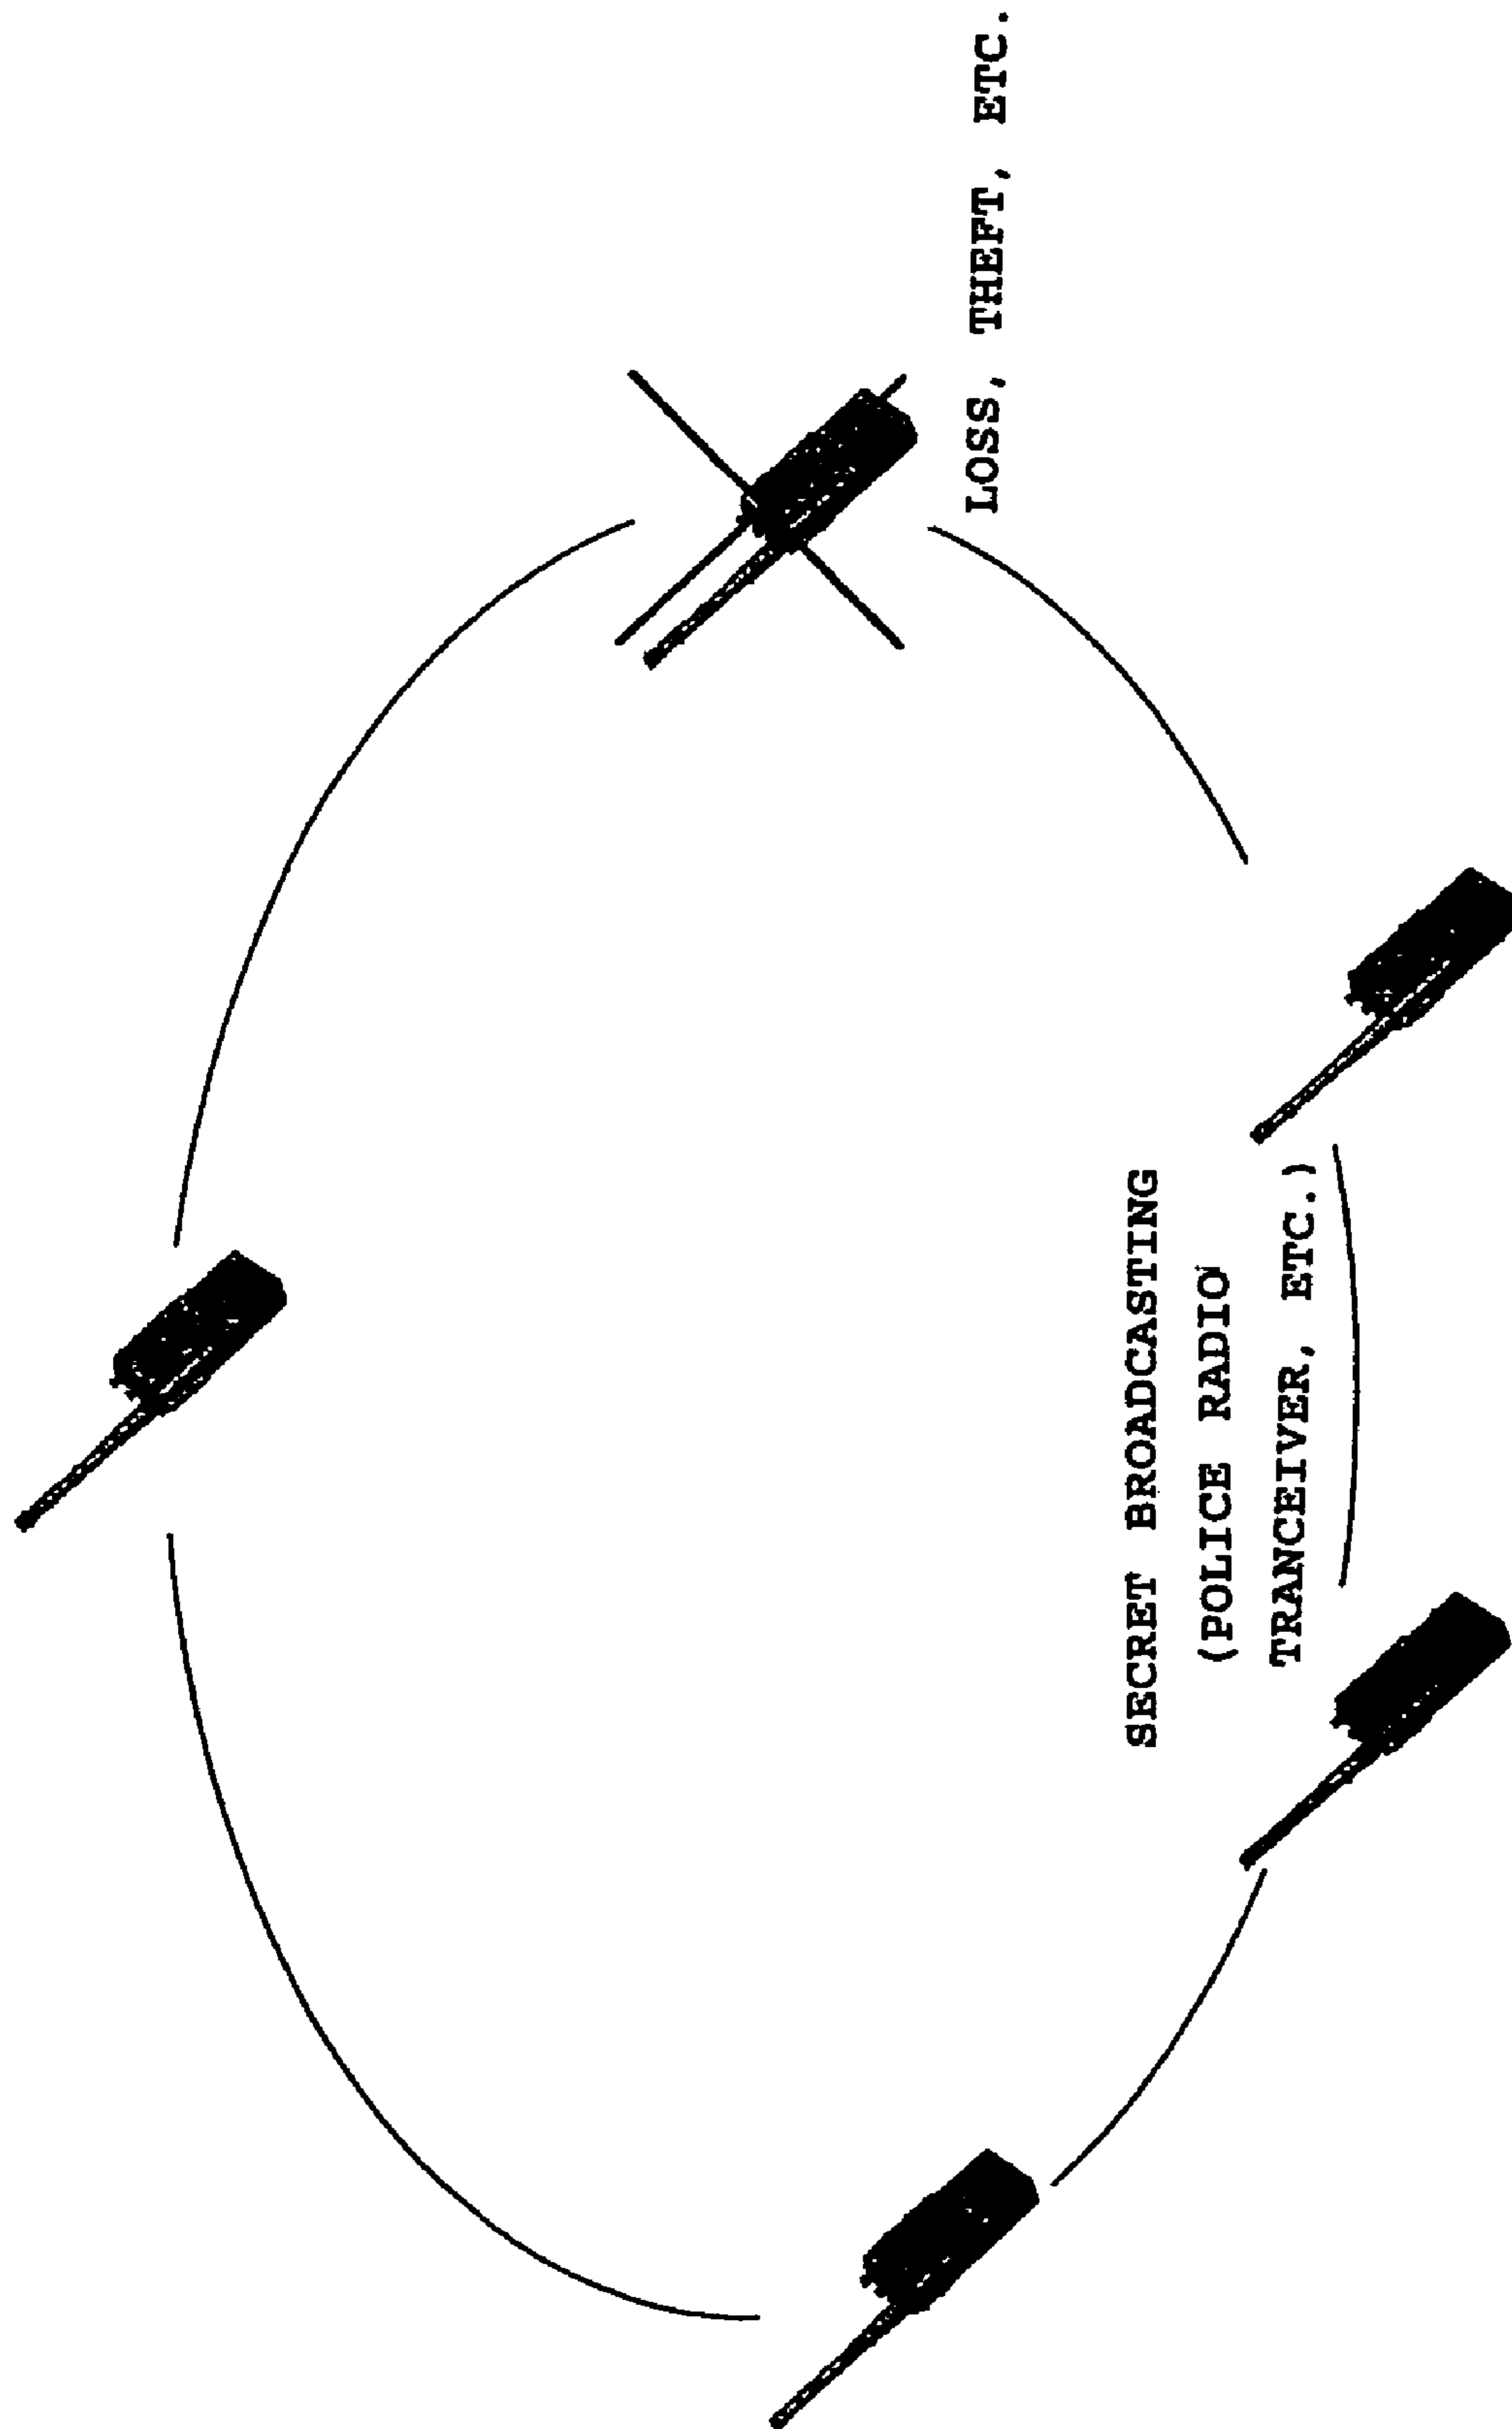 LOSS, THEFT, ETC.
SECRET BROADCASTING
(POLICE RADIO
TRANCEIVER, ETC.)